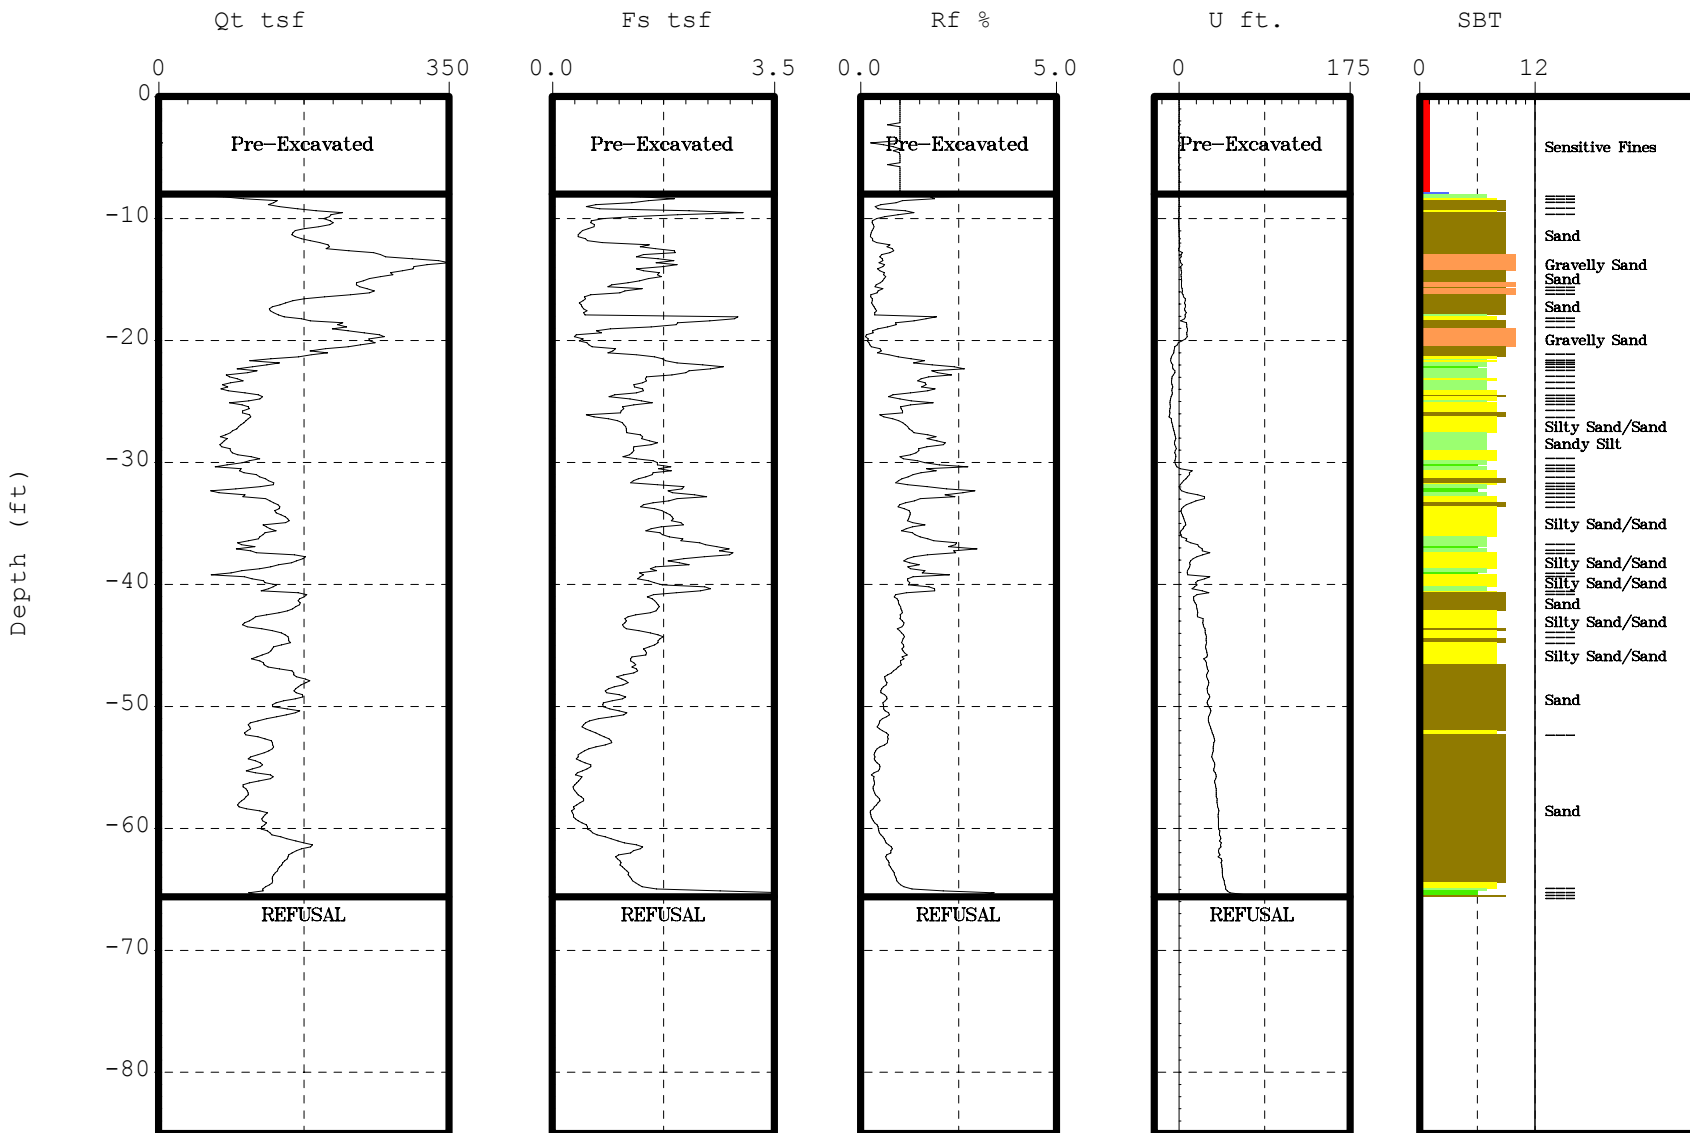 Qt tsf Fs tsf Rf % U ft. SBT
0 350 0.0 3.5 0.0 5.0 0 175 0 12
0
Pre-Excavated Pre-Excavated Pre-Excavated Pre-Excavated Sensitive Fines
-10
Sand
Gravelly Sand
Sand
Sand
-20
Gravelly Sand
Silty Sand/Sand
Sandy Silt
-30
Depth (ft)
Silty Sand/Sand
Silty Sand/Sand
-40
Silty Sand/Sand
Sand
Silty Sand/Sand
Silty Sand/Sand
Sand
-50
Sand
-60
REFUSAL REFUSAL REFUSAL REFUSAL
-70
-80